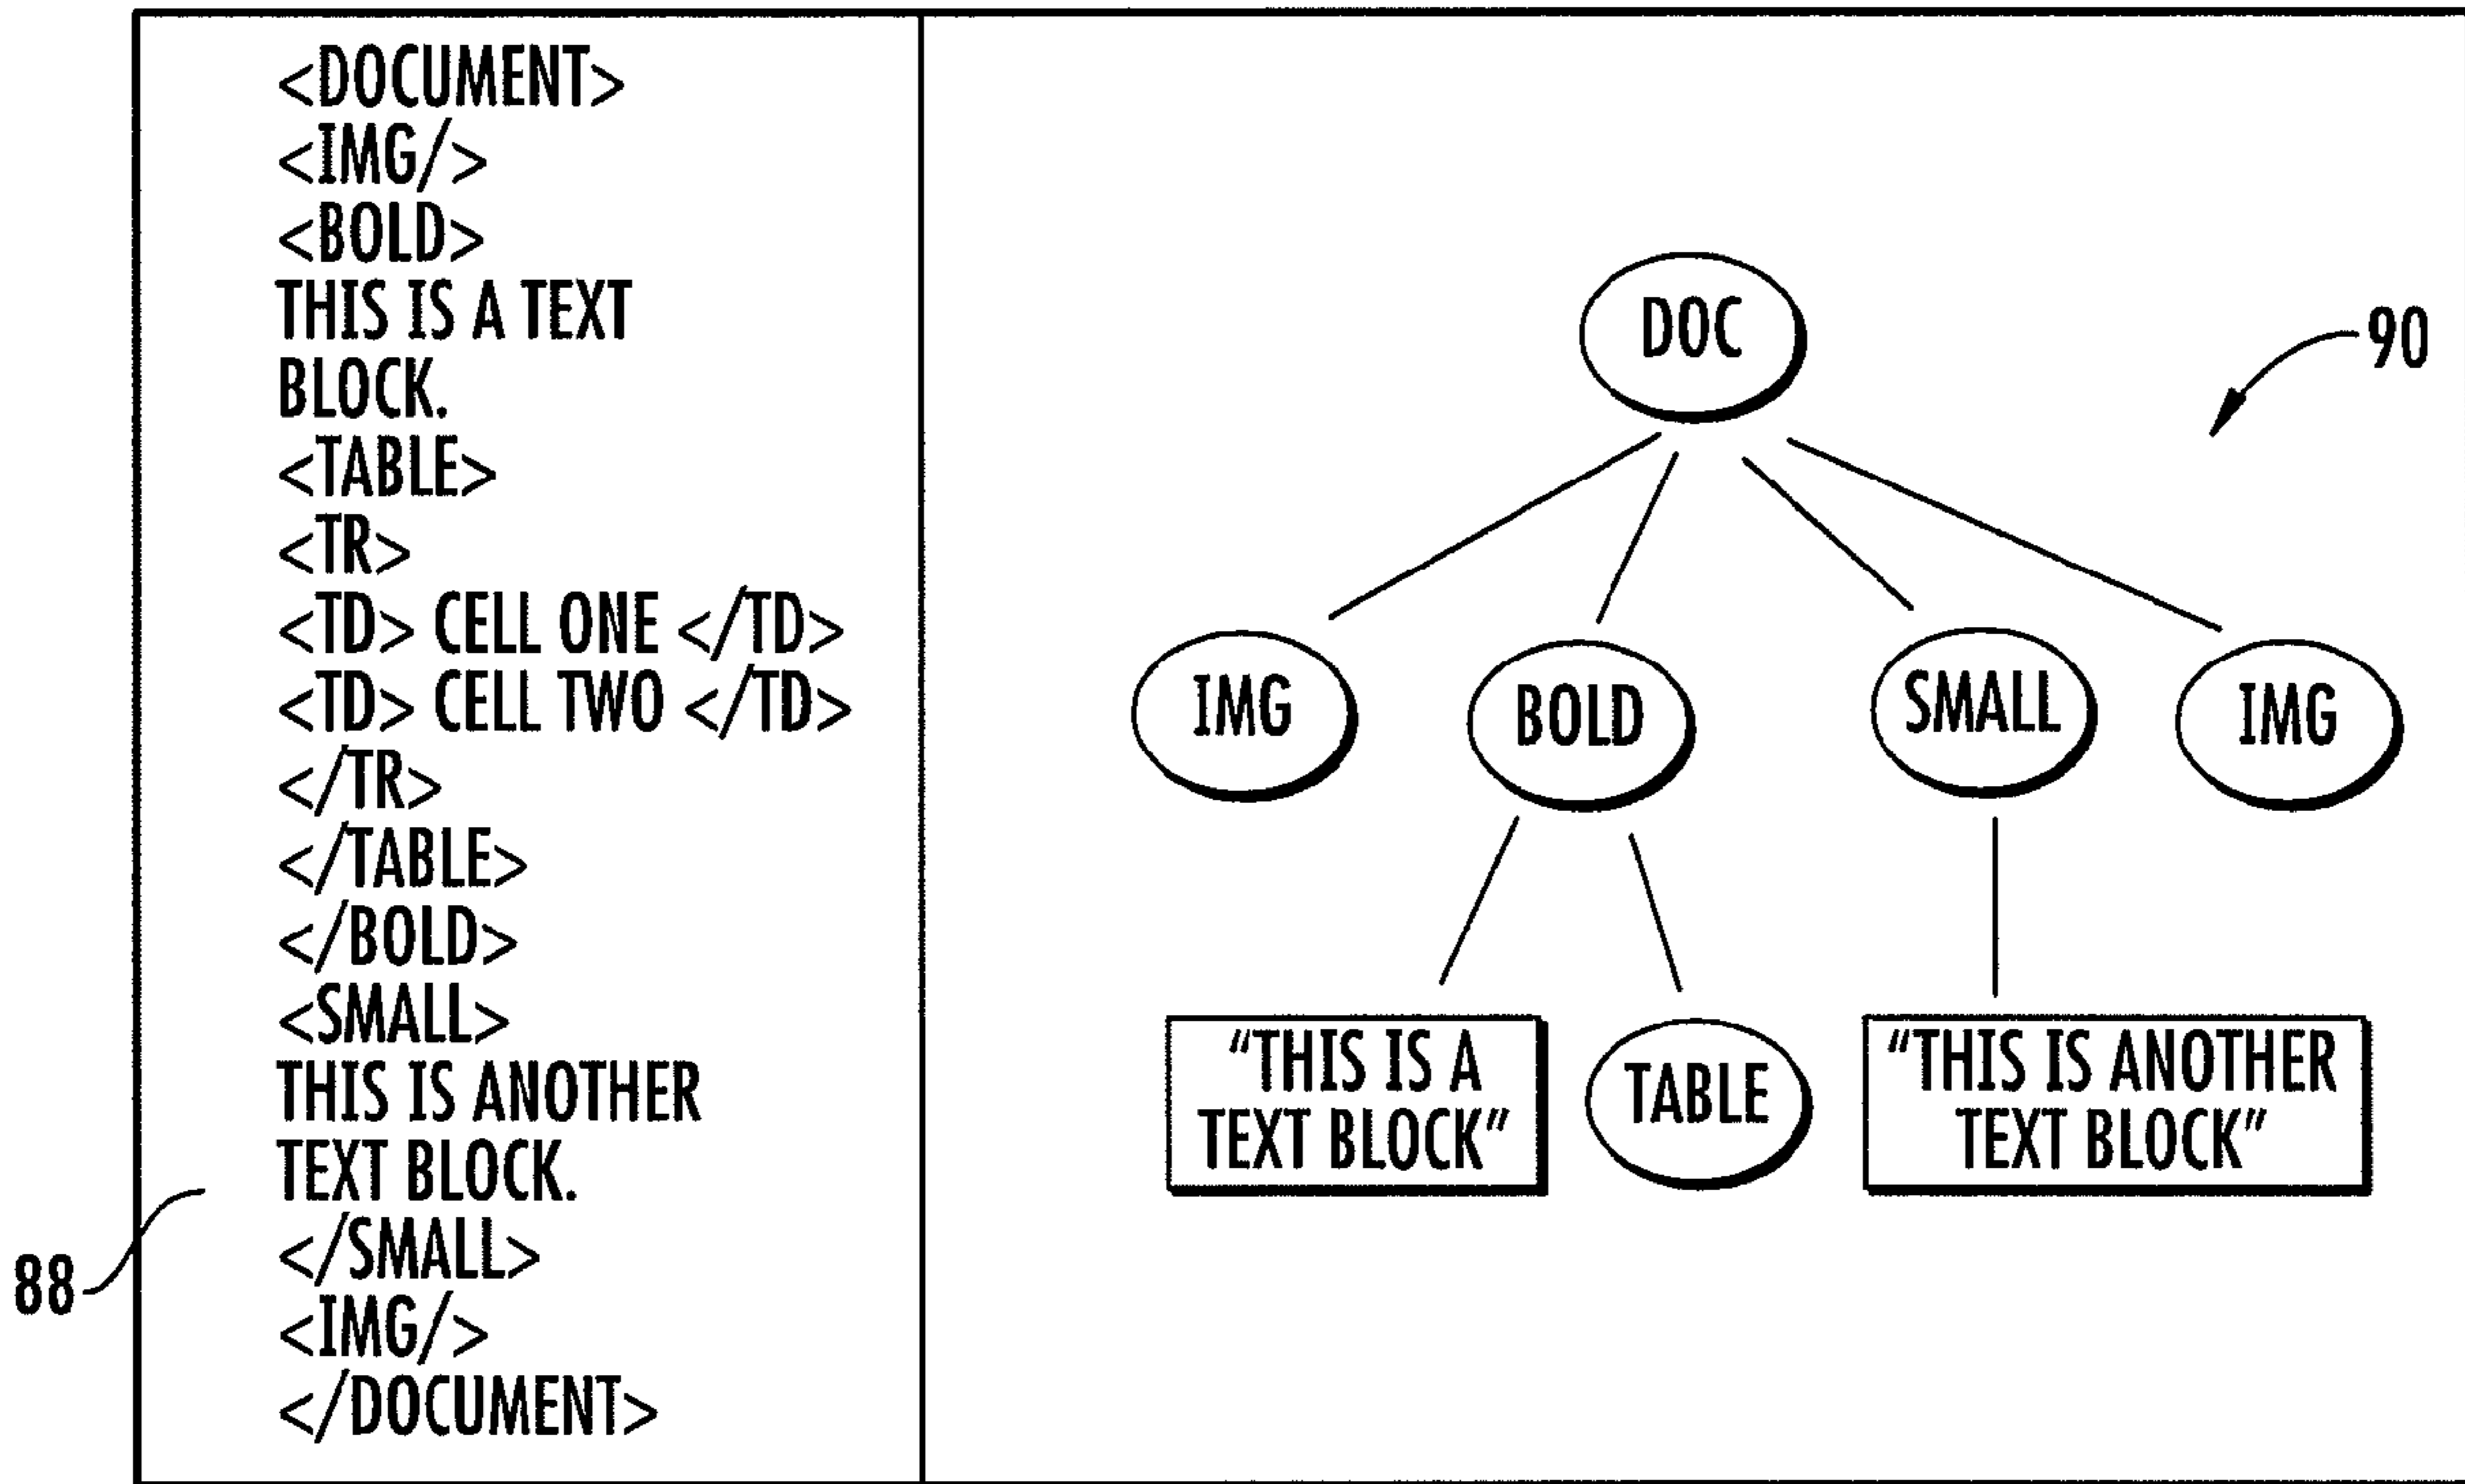 <DOCUMENT>
<IMG/>
<BOLD>
THIS IS A TEXT
BLOCK.
<TABLE>
<TR>
<TD> CELL ONE </TD>
<TD> CELL TWO </TD>
</TR>
</TABLE>
</BOLD>
<SMALL>
THIS IS ANOTHER
TEXT BLOCK.
</SMALL>
<IMG/>
</DOCUMENT>
88
DOC
90
IMG
BOLD
SMALL
IMG
"THIS IS A
TEXT BLOCK"
TABLE
"THIS IS ANOTHER
TEXT BLOCK"